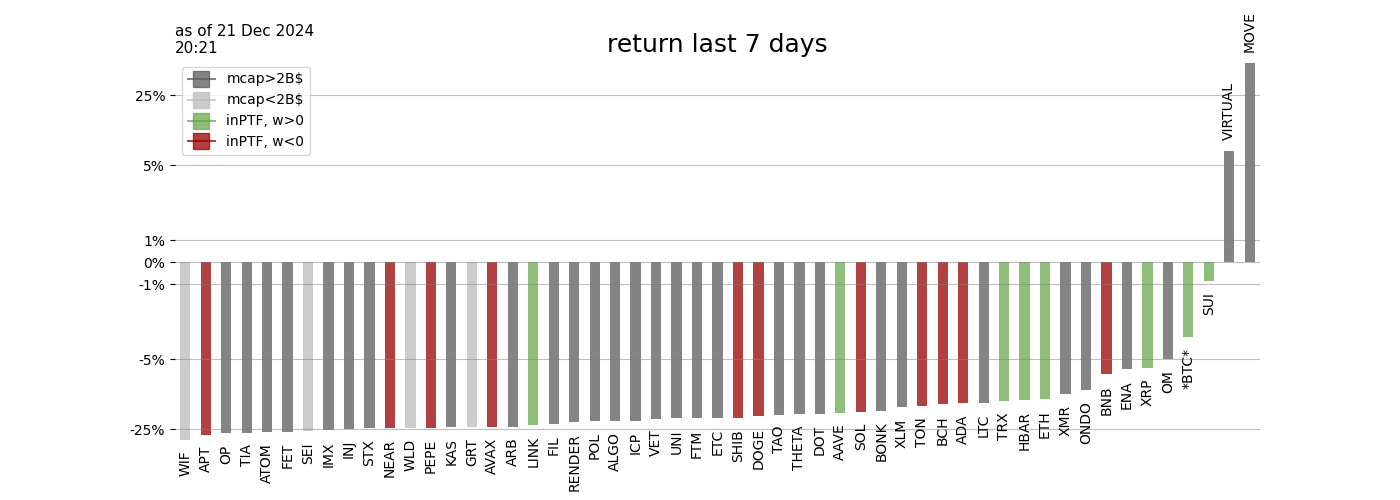 as of 21 Dec 2024
20:21
return last 7 days
mcap>2B$
mcap<2B$
inPTF, w>0
inPTF, w<0
25%
5%
1%
0%
-1%
-5%
-25%
WIF
APT
OP
TIA
ATOM
FET
SEI
IMX
INJ
STX
NEAR
WLD
PEPE
KAS
GRT
AVAX
ARB
LINK
FIL
RENDER
POL
ALGO
ICP
VET
UNI
FTM
ETC
SHIB
DOGE
TAO
THETA
DOT
AAVE
SOL
BONK
XLM
TON
BCH
ADA
LTC
TRX
HBAR
ETH
XMR
ONDO
BNB
ENA
XRP
OM
*BTC*
SUI
VIRTUAL
MOVE